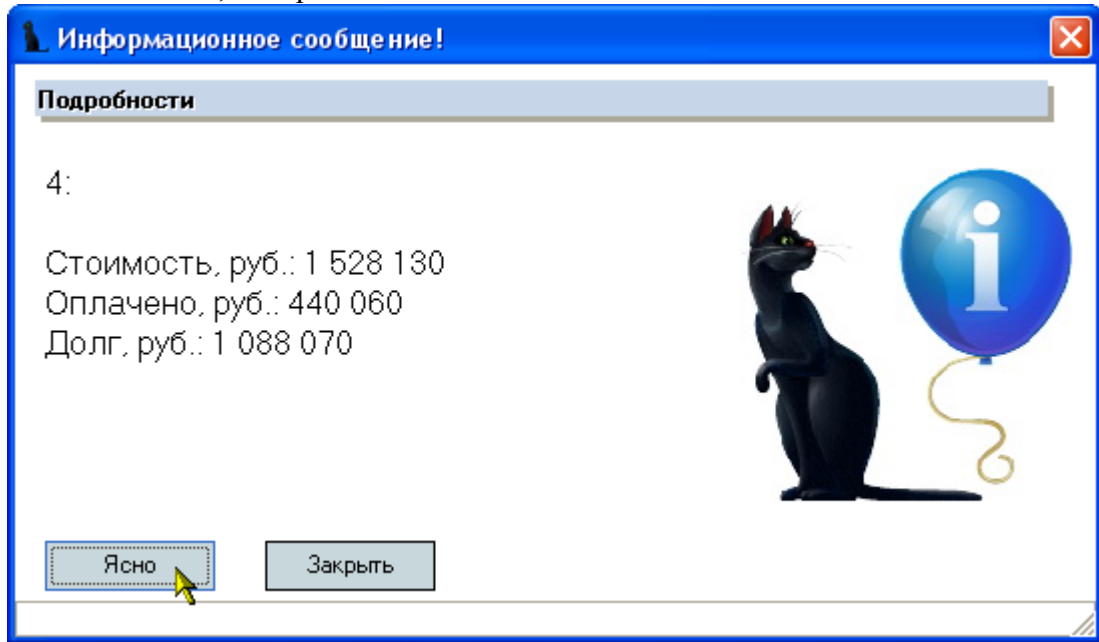 Информационное сообщение!
Подробности
4:
Стоимость, руб.: 1 528 130
Оплачено, руб.: 440 060
Долг, руб.: 1 088 070
i
Ясно
Закрыть